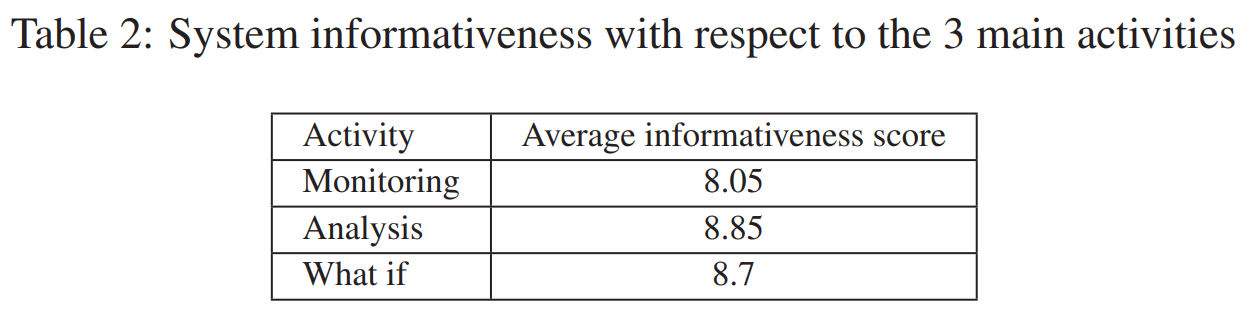 Table 2: System informativeness with respect to the 3 main activities
Activity Average informativeness score
Monitoring 8.05
Analysis 8.85
What if 8.7